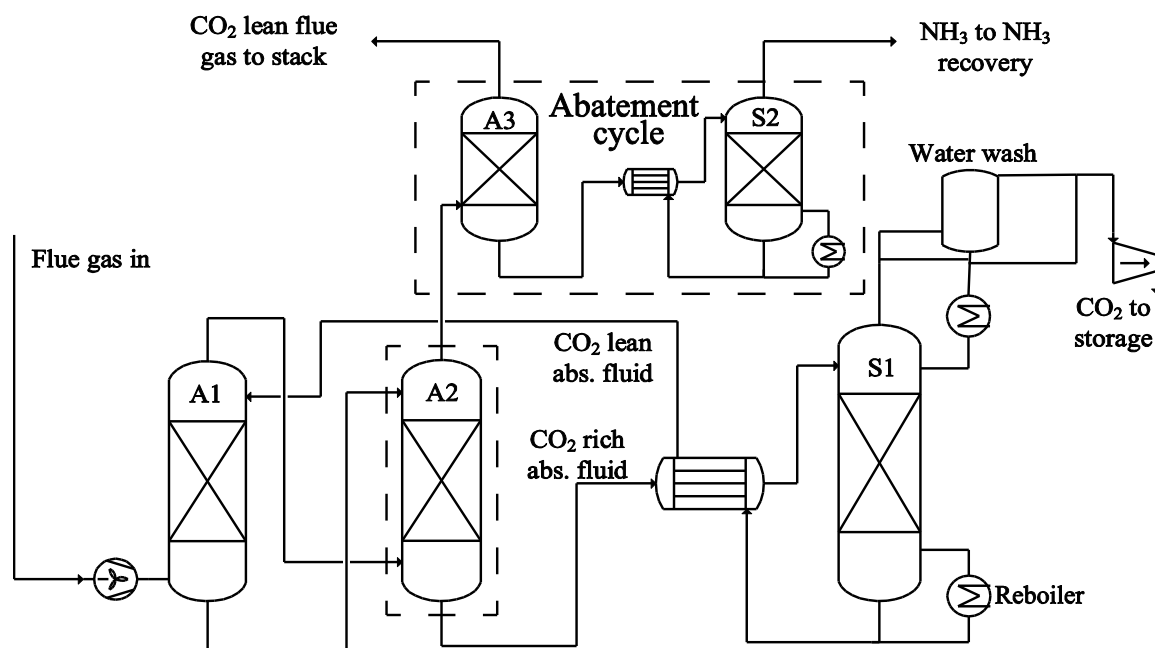 CO₂ lean flue
gas to stack
NH₃ to NH₃
recovery
Abatement
cycle
A3
S2
Water wash
Flue gas in
CO₂ to
storage
CO₂ lean
abs. fluid
S1
A1
A2
CO₂ rich
abs. fluid
Reboiler